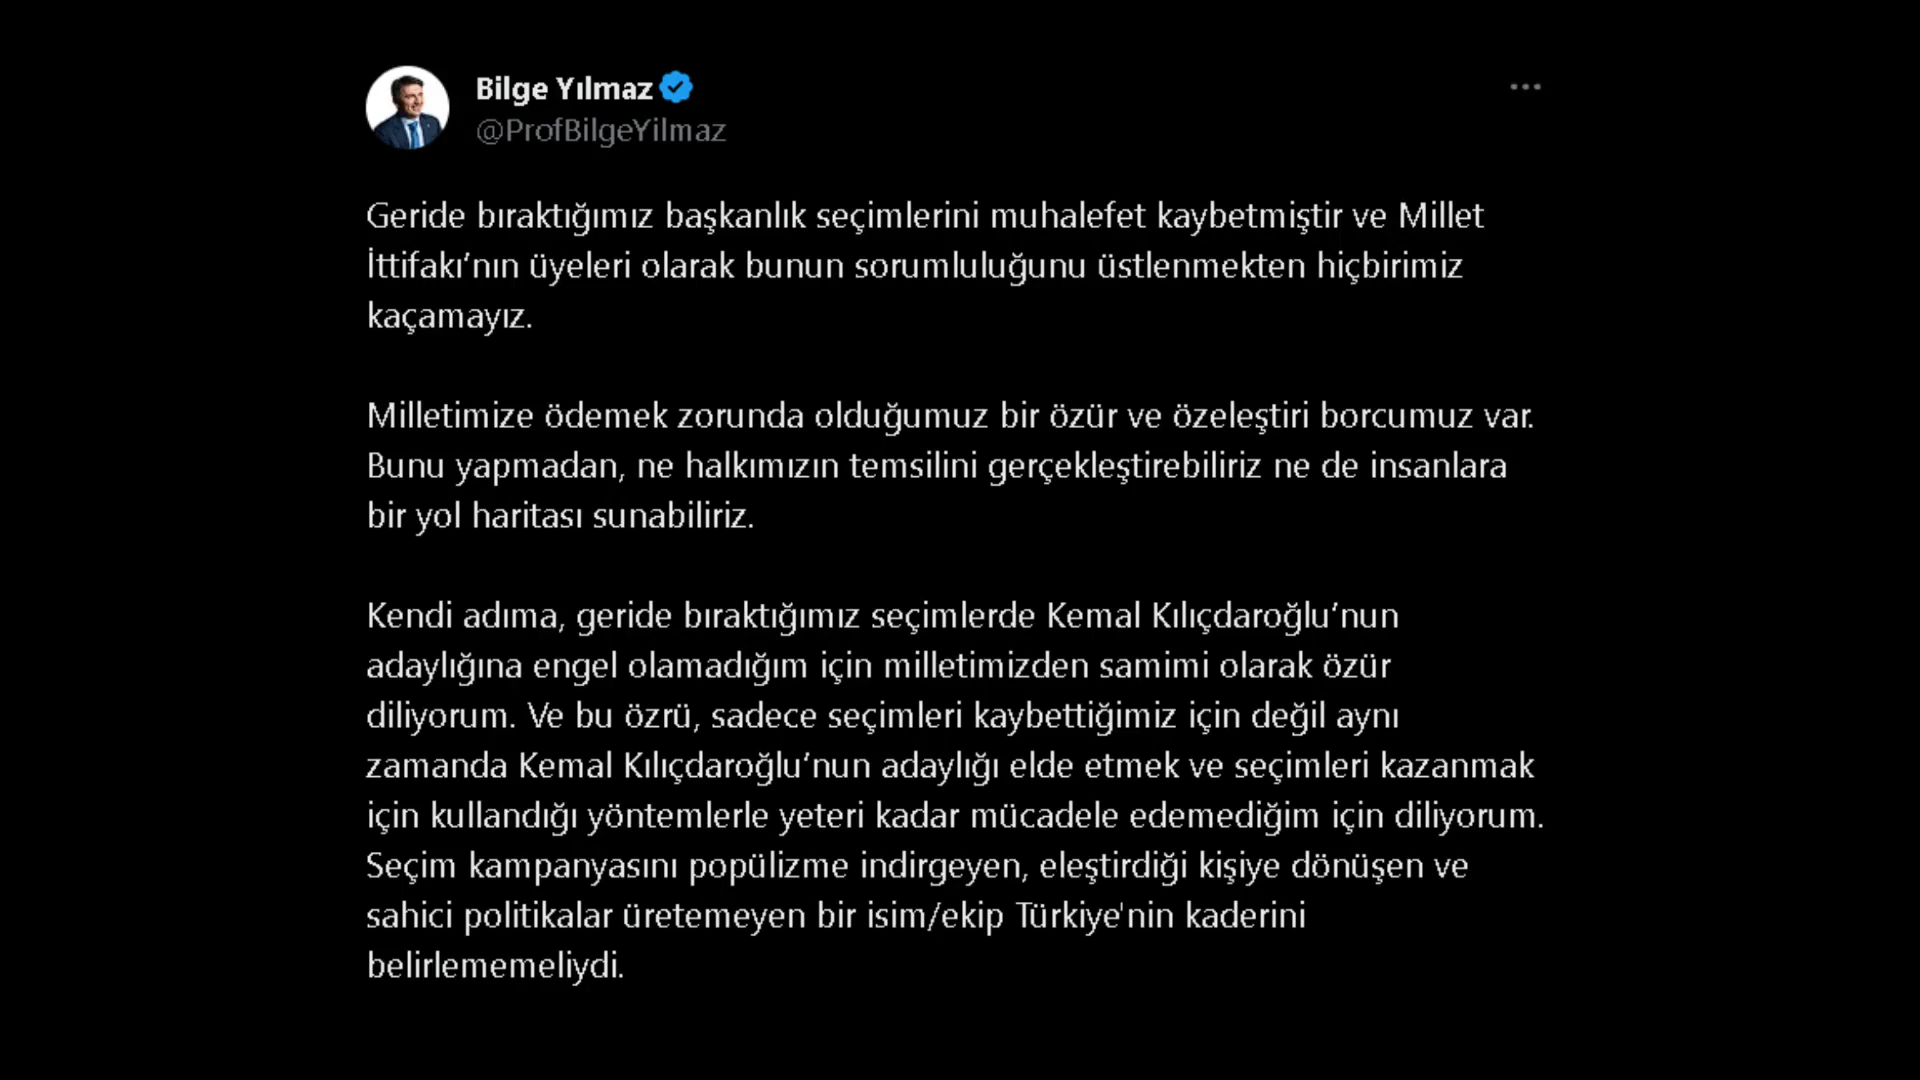 Bilge Yılmaz
@ProfBilgeYilmaz
Geride bıraktığımız başkanlık seçimlerini muhalefet kaybetmiştir ve Millet
İttifakı’nın üyeleri olarak bunun sorumluluğunu üstlenmekten hiçbirimiz
kaçamayız.
Milletimize ödemek zorunda olduğumuz bir özür ve özeleştiri borcumuz var.
Bunu yapmadan, ne halkımızın temsilini gerçekleştirebiliriz ne de insanlara
bir yol haritası sunabiliriz.
Kendi adıma, geride bıraktığımız seçimlerde Kemal Kılıçdaroğlu’nun
adaylığına engel olamadığım için milletimizden samimi olarak özür
diliyorum. Ve bu özrü, sadece seçimleri kaybettiğimiz için değil aynı
zamanda Kemal Kılıçdaroğlu’nun adaylığı elde etmek ve seçimleri kazanmak
için kullandığı yöntemlerle yeteri kadar mücadele edemediğim için diliyorum.
Seçim kampanyasını popülizme indirgeyen, eleştirdiği kişiye dönüşen ve
sahici politikalar üretemeyen bir isim/ekip Türkiye'nin kaderini
belirlememeliydi.